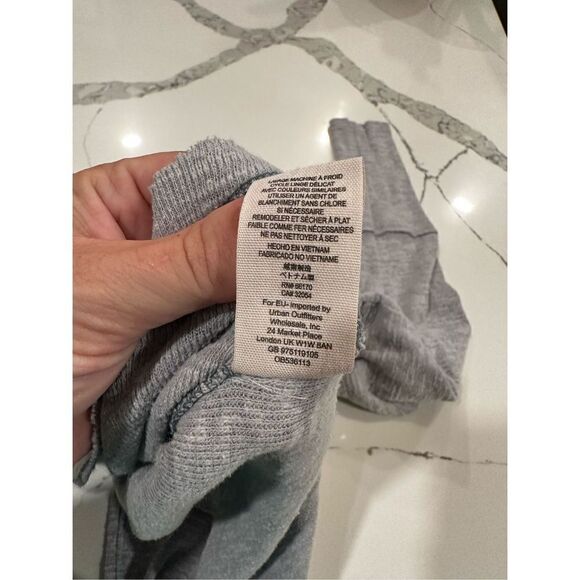 LAVAGE MACHINE À FROID
CYCLE LINGE DÉLICAT
AVEC COULEURS SIMILAIRES
UTILISER UN AGENT DE
BLANCHIMENT SANS CHLORE
SI NÉCESSAIRE
REMODELER ET SÉCHER À PLAT
FAIBLE COMME FER NÉCESSAIRE
NE PAS NETTOYER À SEC
HECHO EN VIETNAM
FABRICADO NO VIETNAME
越南制造
ベトナム製
RN# 66170
CA# 32054
For EU- Imported by
Urban Outfitters
Wholesale, Inc
24 Market Place
London UK W1W 8AN
GB 975119105
OB536113